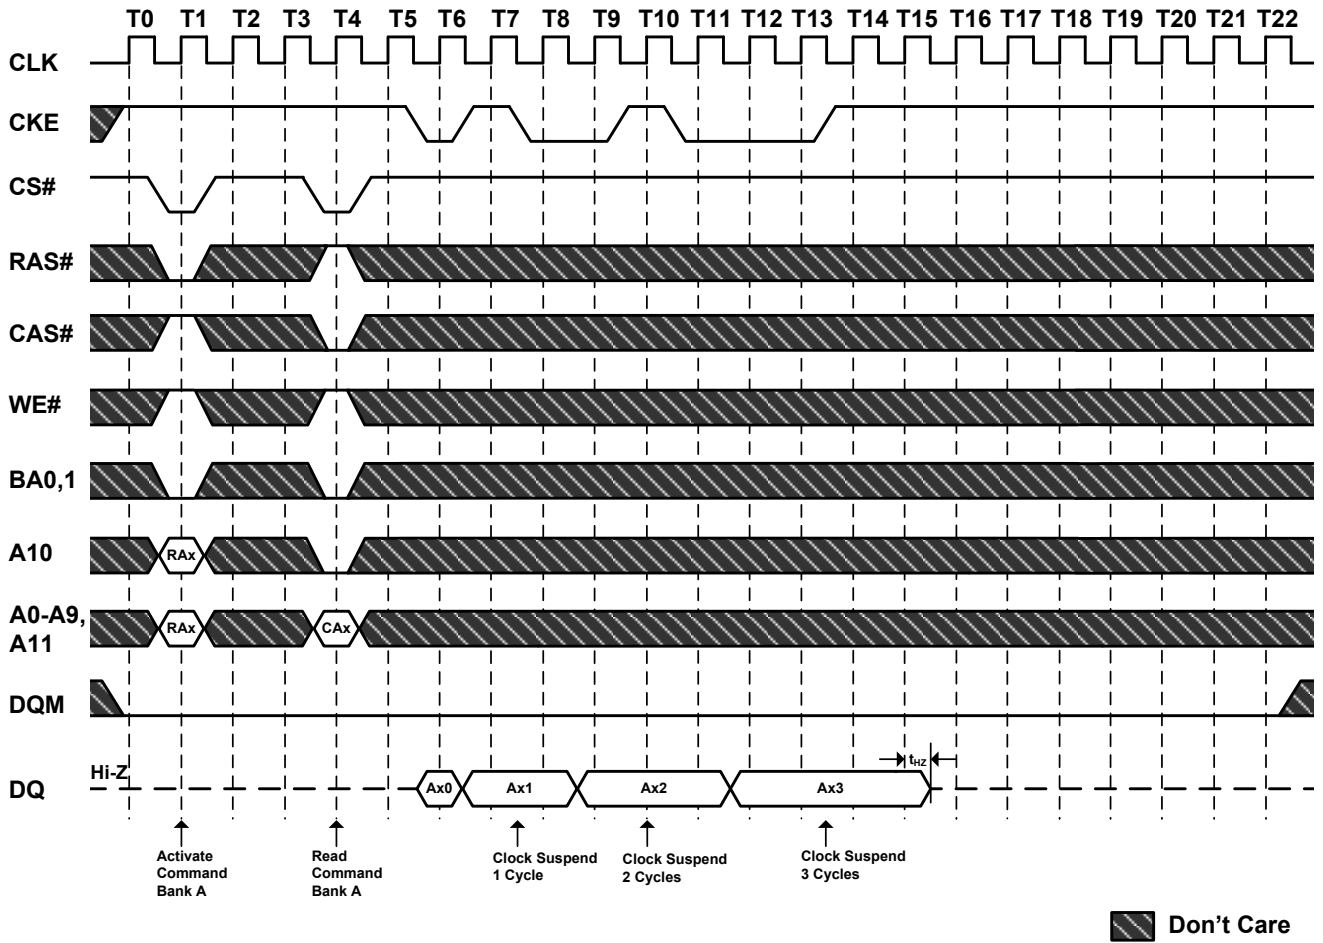 T0 T1 T2 T3 T4 T5 T6 T7 T8 T9 T10 T11 T12 T13 T14 T15 T16 T17 T18 T19 T20 T21 T22
CLK
CKE
CS#
RAS#
CAS#
WE#
BA0,1
A10
RAx
A0-A9,
A11
RAx CAx
DQM
Hi-Z
tHZ
DQ
Ax0 Ax1 Ax2 Ax3
Activate
Command
Bank A
Read
Command
Bank A
Clock Suspend
1 Cycle
Clock Suspend
2 Cycles
Clock Suspend
3 Cycles
Don't Care